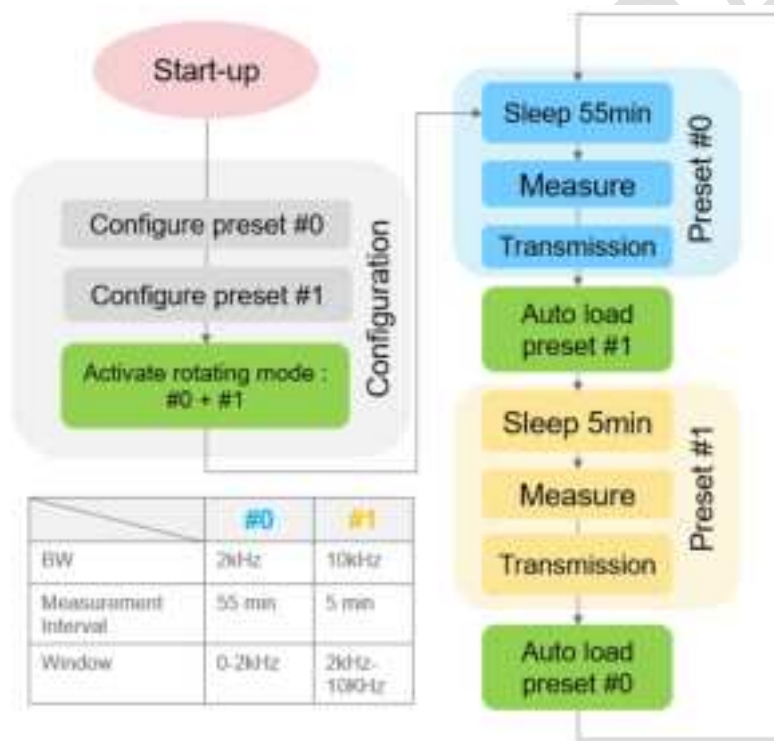 Start-up
Configure preset #0
Configure preset #1
Activate rotating mode :
#0 + #1
Configuration
Sleep 55min
Measure
Transmission
Preset #0
Auto load
preset #1
Sleep 5min
Measure
Transmission
Preset #1
Auto load
preset #0
#0 #1
BW 2kHz 10kHz
Measurement
Interval 55 min 5 min
Window 0-2kHz 2kHz-
10KHz